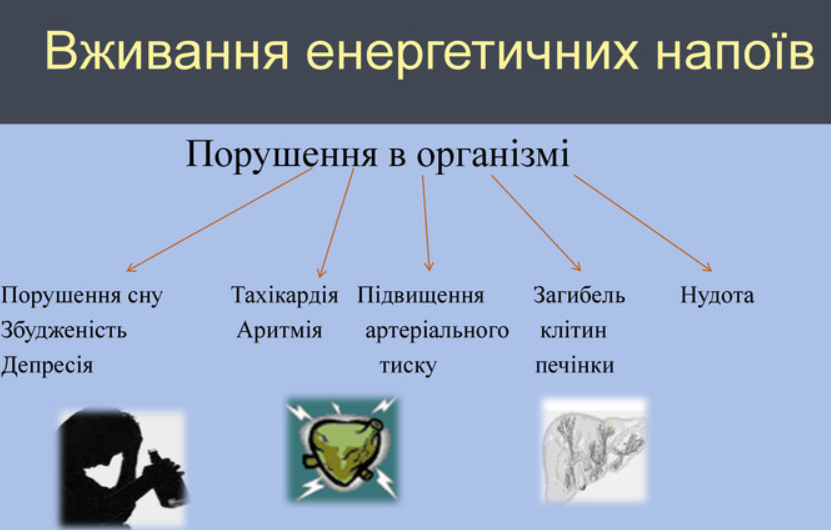 Вживання енергетичних напоїв
Порушення в організмі
Порушення сну
Збудженість
Депресія
Тахікардія
Аритмія
Підвищення
артеріального
тиску
Загибель
клітин
печінки
Нудота